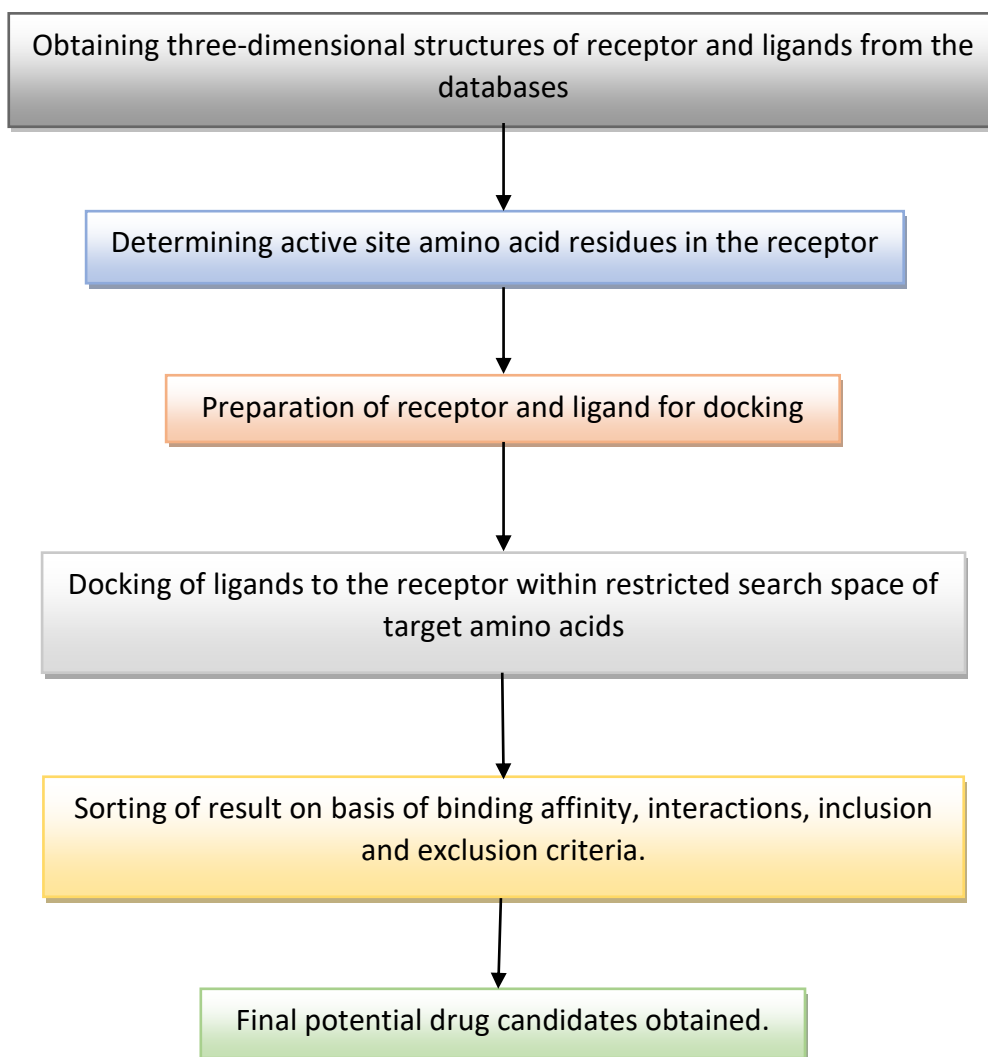 Obtaining three-dimensional structures of receptor and ligands from the
databases
Determining active site amino acid residues in the receptor
Preparation of receptor and ligand for docking
Docking of ligands to the receptor within restricted search space of
target amino acids
Sorting of result on basis of binding affinity, interactions, inclusion
and exclusion criteria.
Final potential drug candidates obtained.